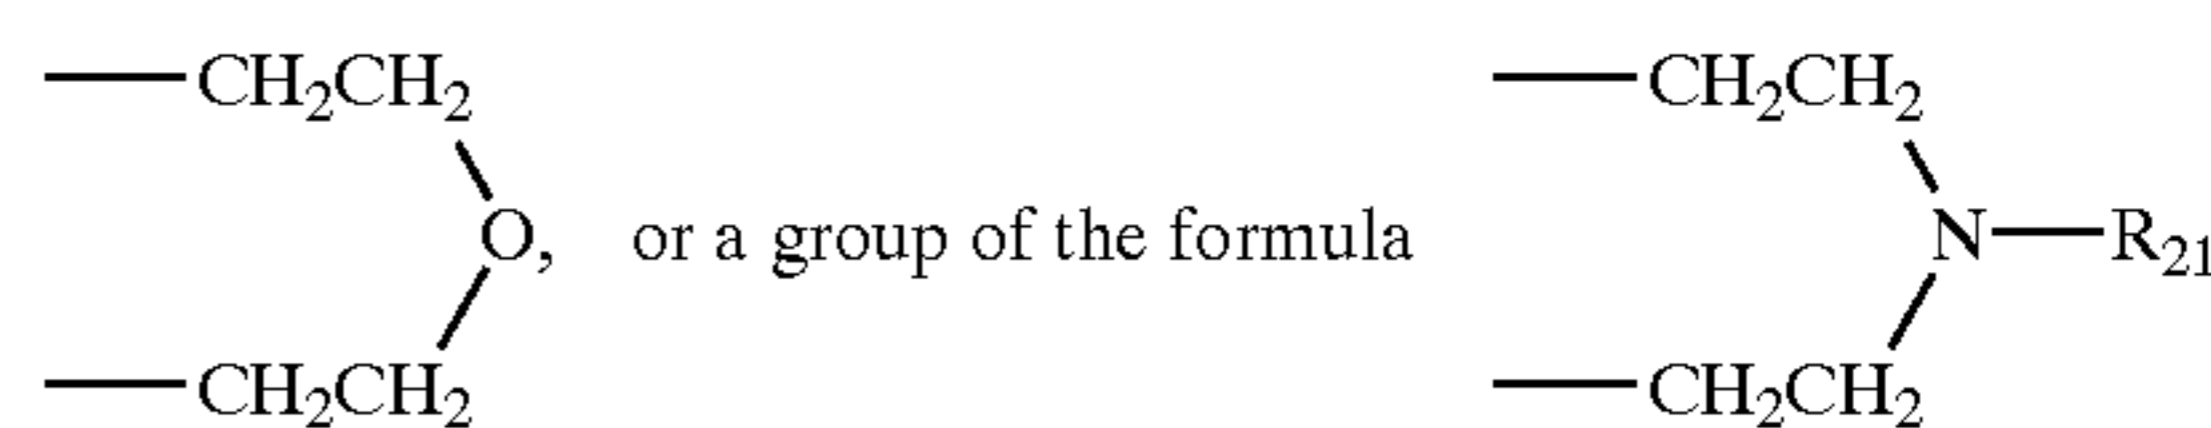 —CH₂CH₂ —CH₂CH₂
O, or a group of the formula N—R₂₁
—CH₂CH₂ —CH₂CH₂